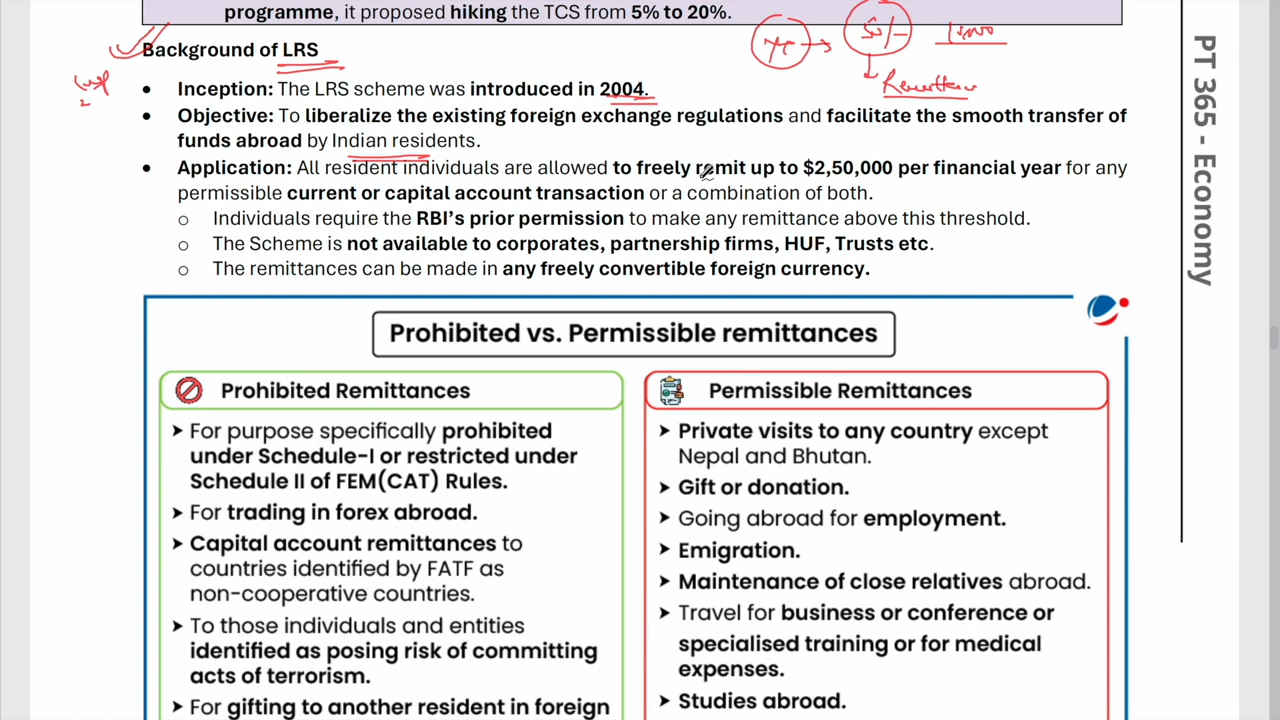 programme, it proposed hiking the TCS from 5% to 20%.
Background of LRS
• Inception: The LRS scheme was introduced in 2004.
• Objective: To liberalize the existing foreign exchange regulations and facilitate the smooth transfer of
funds abroad by Indian residents.
• Application: All resident individuals are allowed to freely remit up to $2,50,000 per financial year for any
permissible current or capital account transaction or a combination of both.
o Individuals require the RBI’s prior permission to make any remittance above this threshold.
o The Scheme is not available to corporates, partnership firms, HUF, Trusts etc.
o The remittances can be made in any freely convertible foreign currency.
Prohibited vs. Permissible remittances
Prohibited Remittances
➤ For purpose specifically prohibited
under Schedule-I or restricted under
Schedule II of FEM(CAT) Rules.
➤ For trading in forex abroad.
➤ Capital account remittances to
countries identified by FATF as
non-cooperative countries.
➤ To those individuals and entities
identified as posing risk of committing
acts of terrorism.
➤ For gifting to another resident in foreign
Permissible Remittances
➤ Private visits to any country except
Nepal and Bhutan.
➤ Gift or donation.
➤ Going abroad for employment.
➤ Emigration.
➤ Maintenance of close relatives abroad.
➤ Travel for business or conference or
specialised training or for medical
expenses.
➤ Studies abroad.
PT 365 - Economy